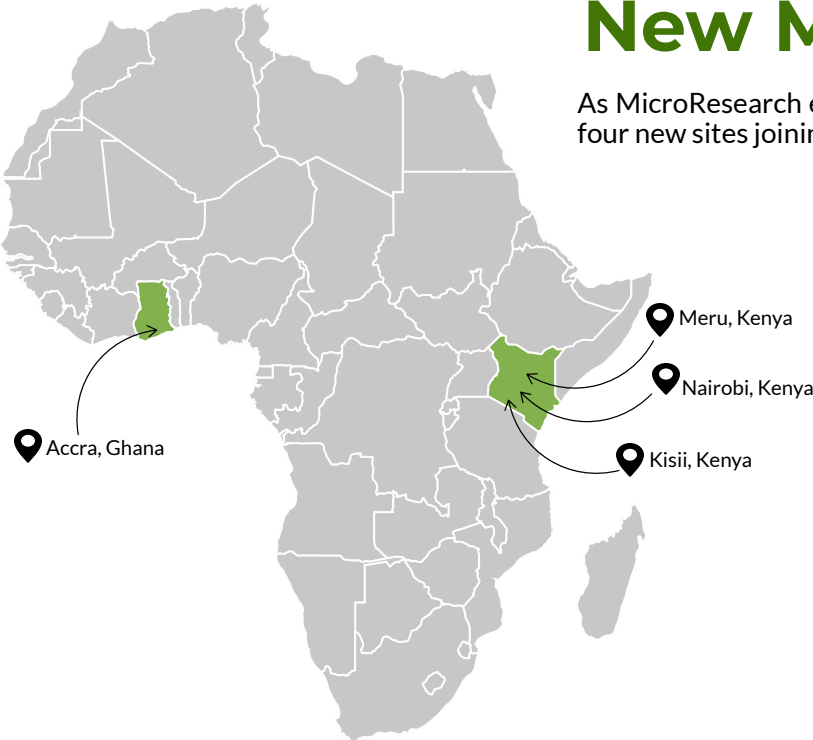 New M
As MicroResearch e
four new sites joinin
Meru, Kenya
Nairobi, Kenya
Accra, Ghana
Kisii, Kenya